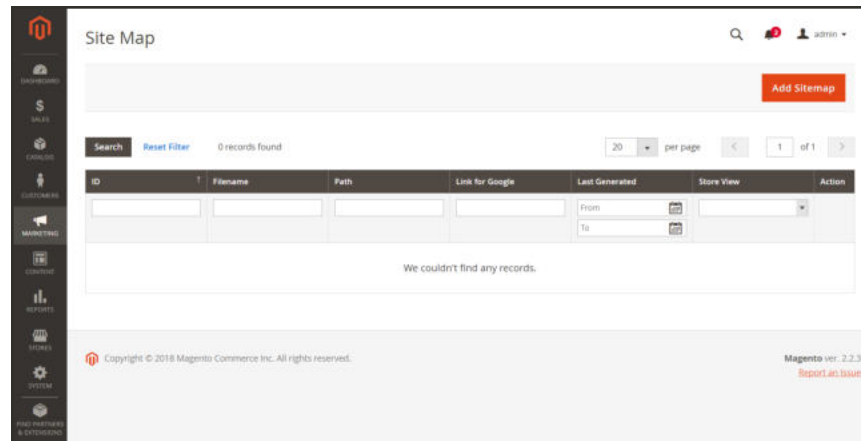 Site Map
admin
Add Sitemap
Search
Reset Filter
0 records found
20
per page
1
of 1
ID
Filename
Path
Link for Google
Last Generated
Store View
Action
From
To
We couldn't find any records.
DASHBOARD
SALES
CATALOG
CUSTOMERS
MARKETING
CONTENT
REPORTS
STORES
SYSTEM
FIND PARTNERS
& EXTENSIONS
Copyright © 2018 Magento Commerce Inc. All rights reserved.
Magento ver. 2.2.3
Report an Issue